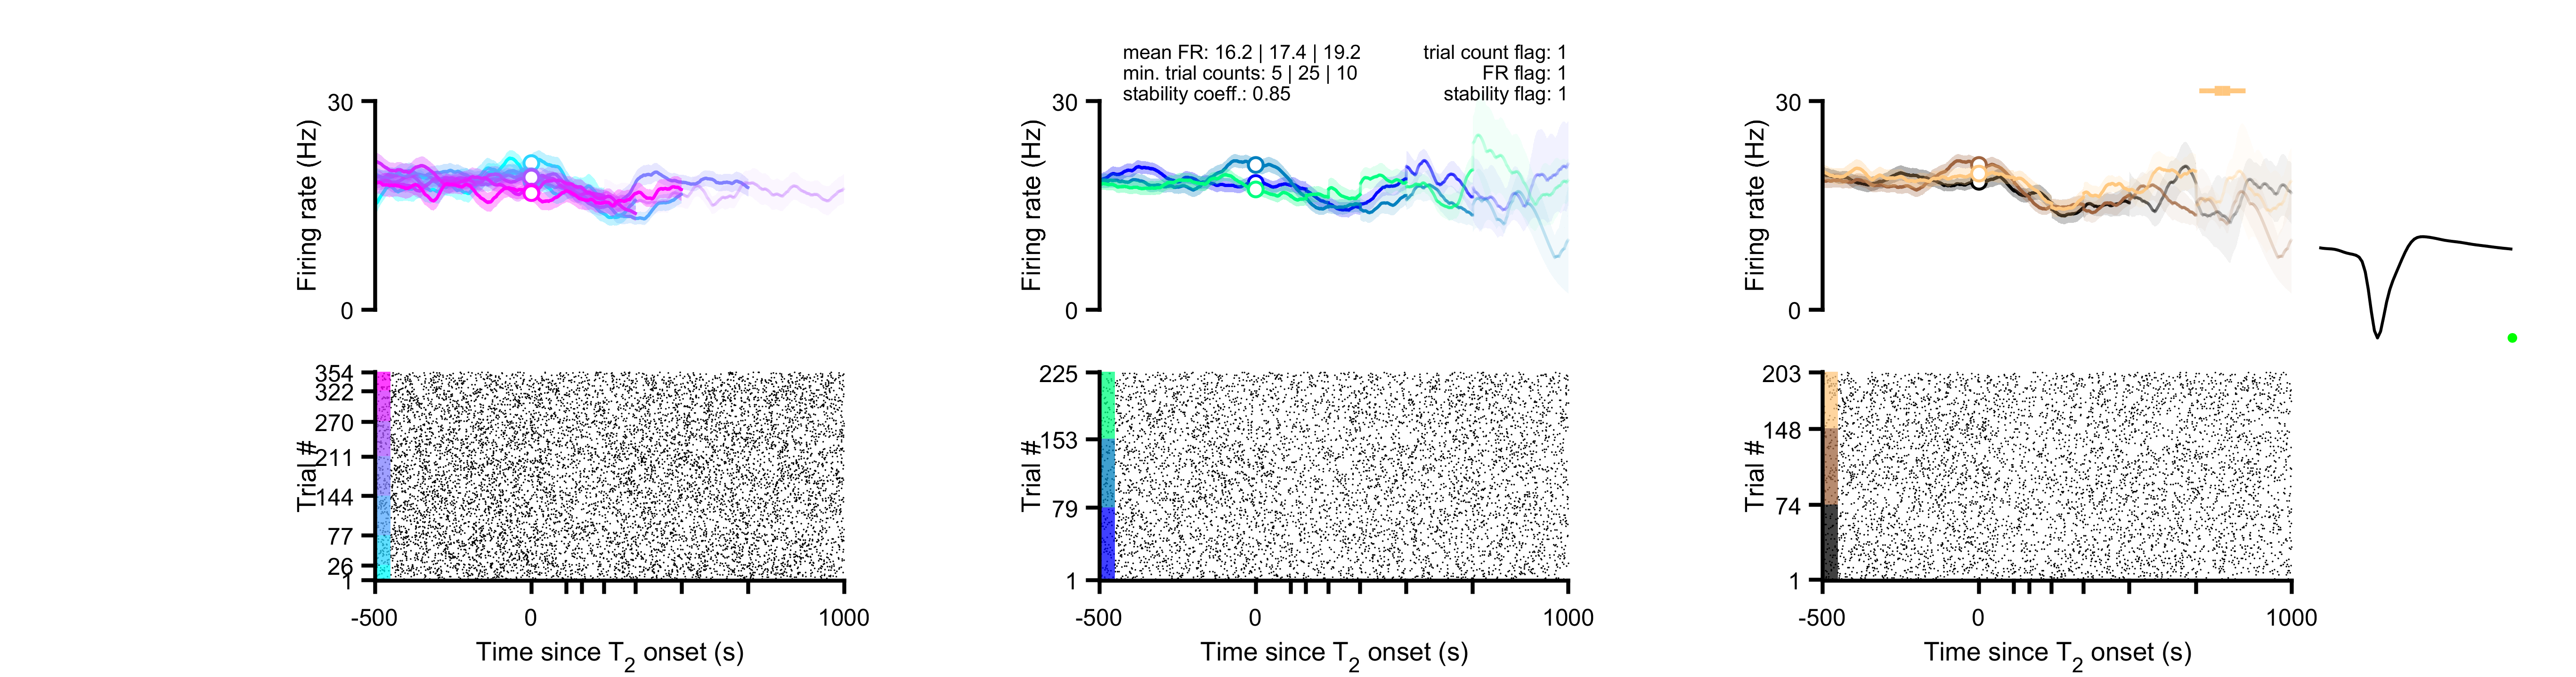 mean FR: 16.2 | 17.4 | 19.2
min. trial counts: 5 | 25 | 10
stability coeff.: 0.85
trial count flag: 1
FR flag: 1
stability flag: 1
30
0
Firing rate (Hz)
30
0
Firing rate (Hz)
30
0
Firing rate (Hz)
354
322
270
211
144
77
26
1
Trial #
-500
0
1000
Time since T2 onset (s)
225
153
79
1
Trial #
-500
0
1000
Time since T2 onset (s)
203
148
74
1
Trial #
-500
0
1000
Time since T2 onset (s)